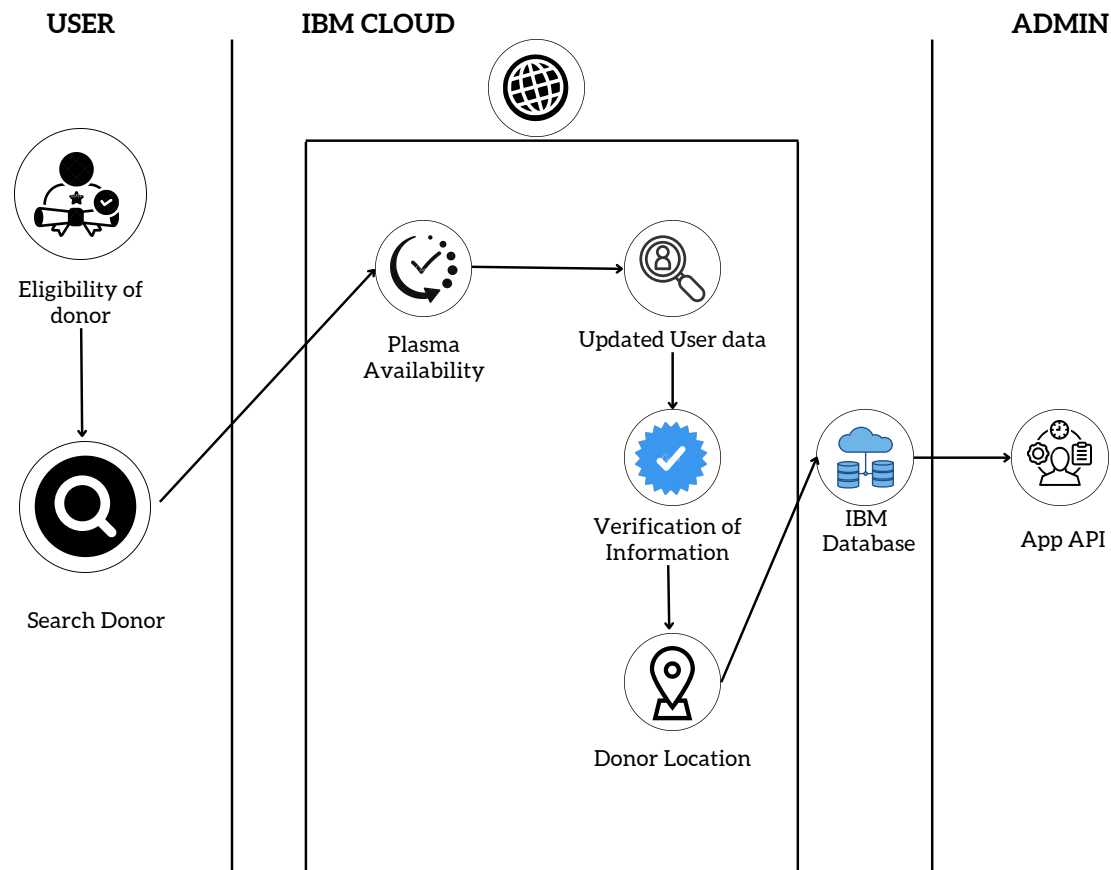 USER
IBM CLOUD
ADMIN
Eligibility of
donor
Search Donor
Plasma
Availability
Updated User data
Verification of
Information
Donor Location
IBM
Database
App API